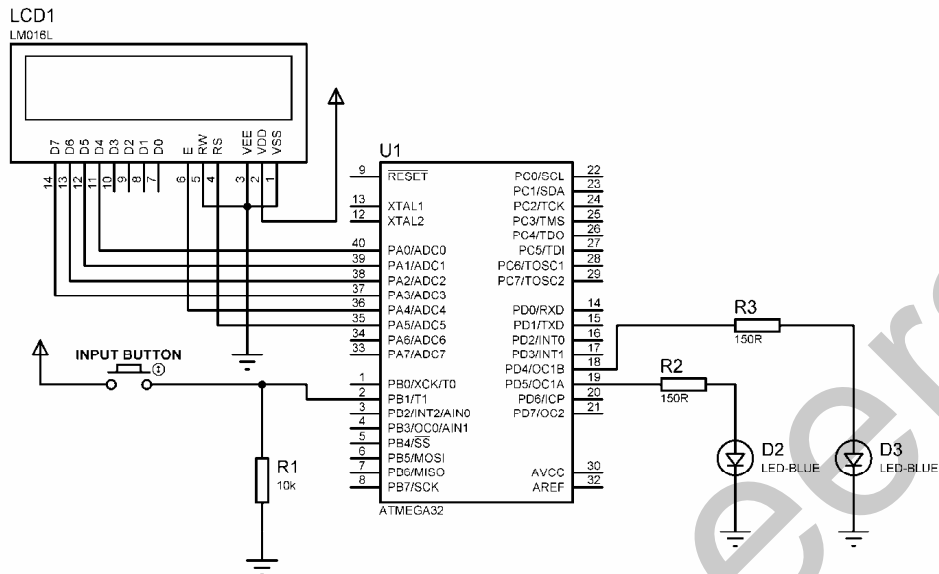 LCD1
LM016L
D7 D6 D5 D4 D3 D2 D1 D0 E RW RS VEE VDD VSS
14 13 12 11 10 9 8 7 6 5 4 3 2 1
U1
9 RESET
13 XTAL1
12 XTAL2
40 PA0/ADC0
39 PA1/ADC1
38 PA2/ADC2
37 PA3/ADC3
36 PA4/ADC4
35 PA5/ADC5
34 PA6/ADC6
33 PA7/ADC7
1 PB0/XCK/T0
2 PB1/T1
3 PB2/INT2/AIN0
4 PB3/OC0/AIN1
5 PB4/SS
6 PB5/MOSI
7 PB6/MISO
8 PB7/SCK
PC0/SCL 22
PC1/SDA 23
PC2/TCK 24
PC3/TMS 25
PC4/TDO 26
PC5/TDI 27
PC6/TOSC1 28
PC7/TOSC2 29
PD0/RXD 14
PD1/TXD 15
PD2/INT0 16
PD3/INT1 17
PD4/OC1B 18
PD5/OC1A 19
PD6/ICP 20
PD7/OC2 21
AVCC 30
AREF 32
ATMEGA32
INPUT BUTTON
R1
10k
R3
150R
R2
150R
D2
LED-BLUE
D3
LED-BLUE